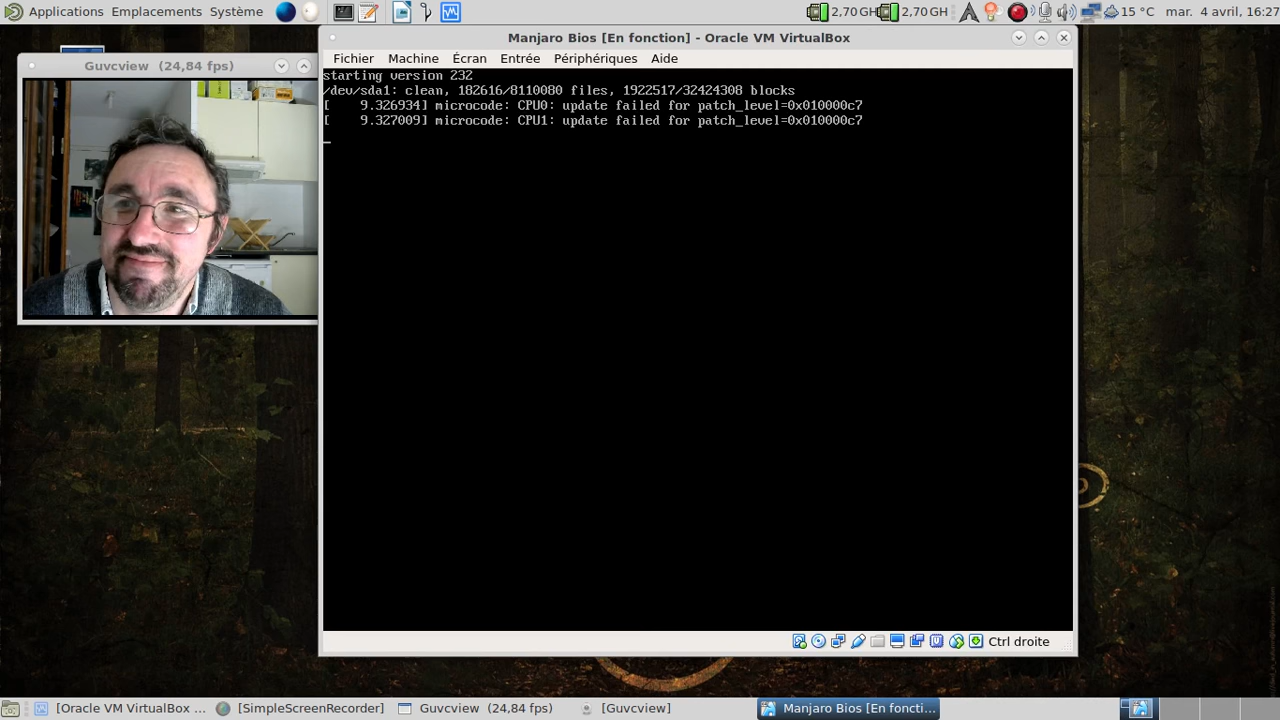 Applications Emplacements Système
2,70 GH 2,70 GH 15 °C mar. 4 avril, 16:27
Guvcview (24,84 fps)
Manjaro Bios [En fonction] - Oracle VM VirtualBox
Fichier Machine Écran Entrée Périphériques Aide
starting version 232
/dev/sda1: clean, 182616/8110080 files, 1922517/32424308 blocks
[ 9.326934] microcode: CPU0: update failed for patch_level=0x010000c7
[ 9.327009] microcode: CPU1: update failed for patch_level=0x010000c7
Ctrl droite
[Oracle VM VirtualBox ... [SimpleScreenRecorder] Guvcview (24,84 fps) [Guvcview] Manjaro Bios [En foncti...